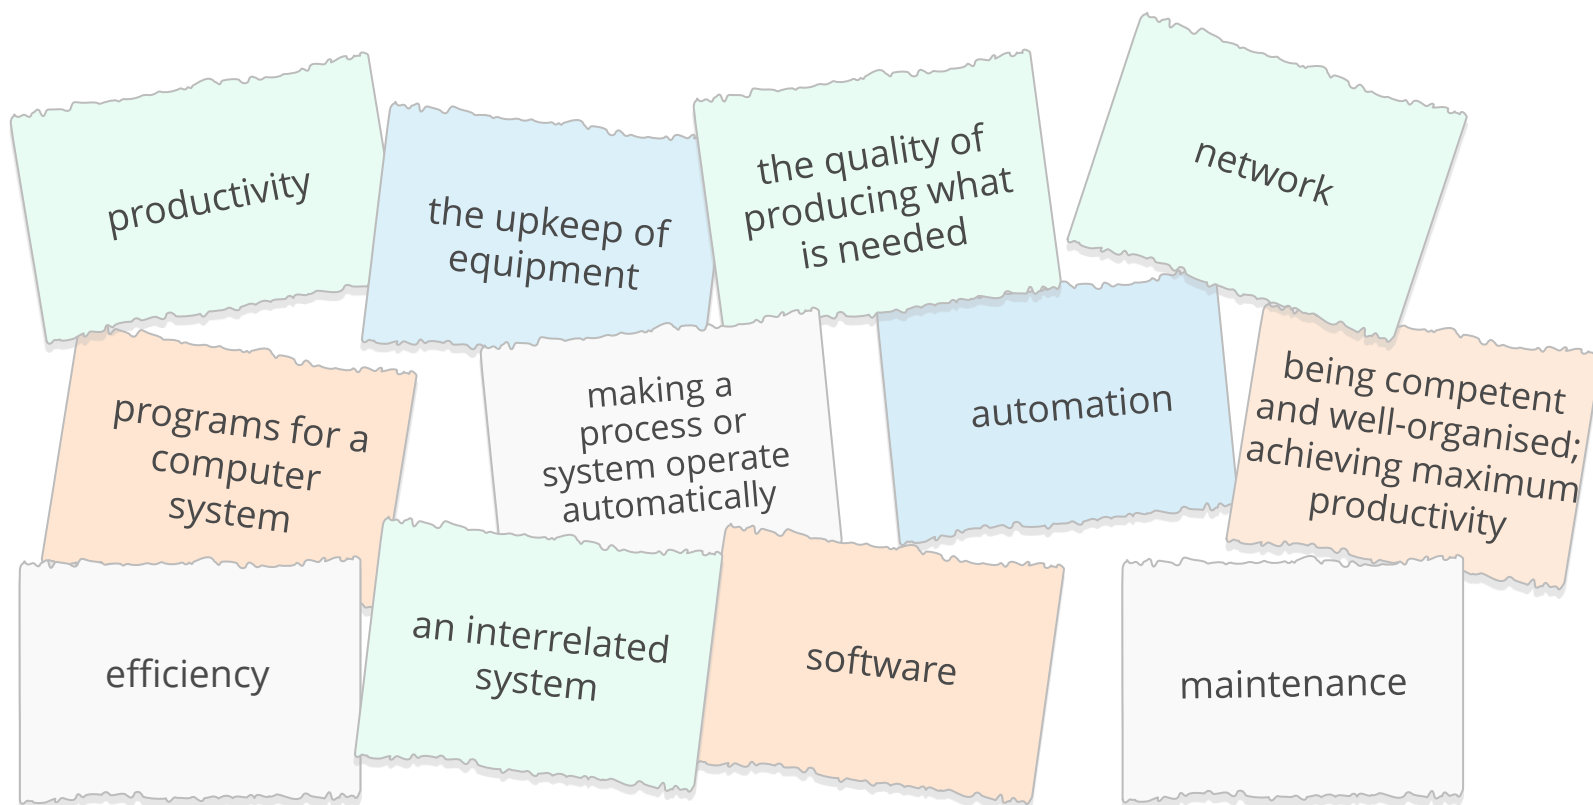 productivity
the upkeep of
equipment
the quality of
producing what
is needed
network
programs for a
computer
system
making a
process or
system operate
automatically
automation
being competent
and well-organised;
achieving maximum
productivity
efficiency
an interrelated
system
software
maintenance